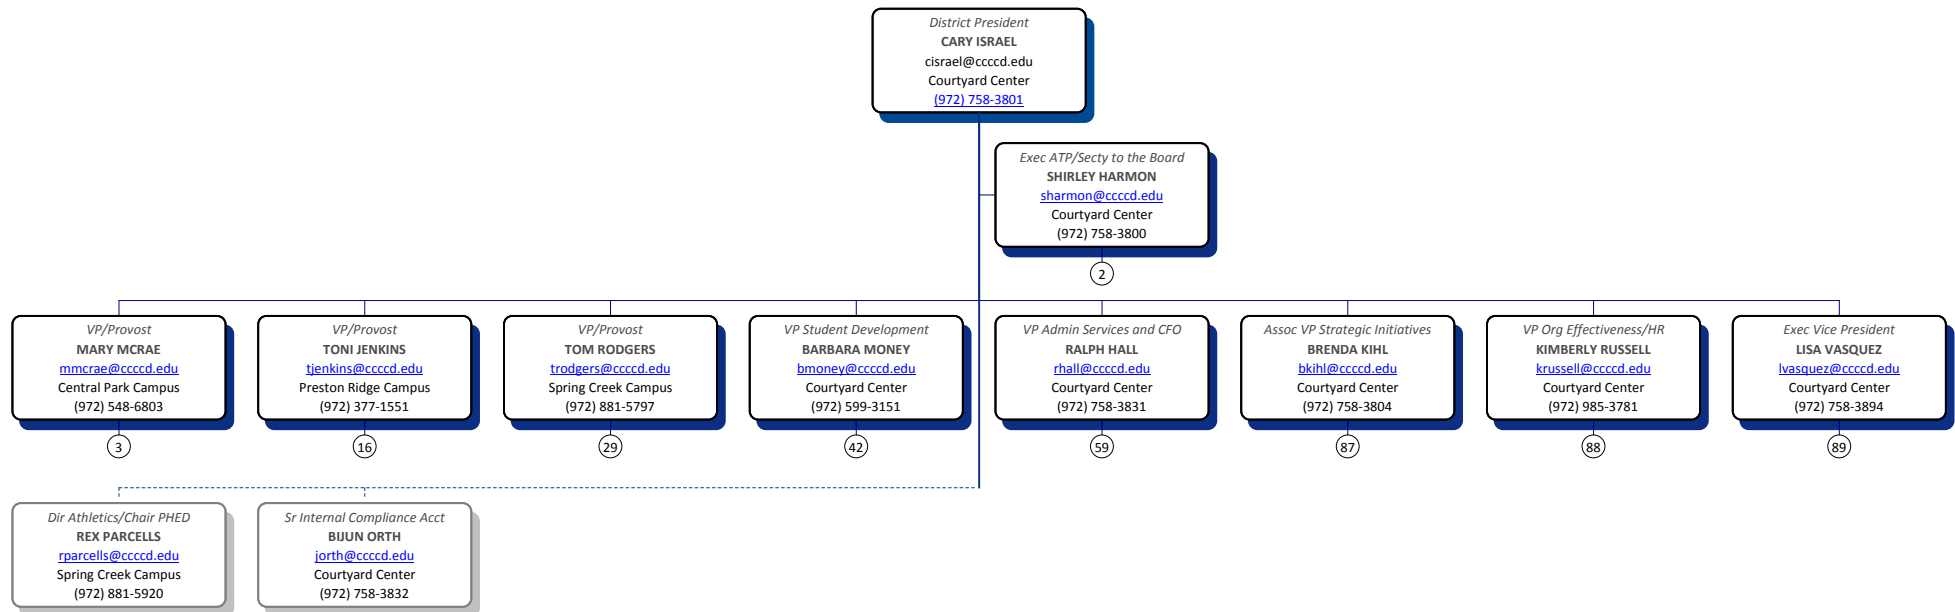 District President
CARY ISRAEL
cisrael@ccccd.edu
Courtyard Center
(972) 758-3801
Exec ATP/Secty to the Board
SHIRLEY HARMON
sharmon@ccccd.edu
Courtyard Center
(972) 758-3800
2
VP/Provost
MARY MCRAE
mmcrae@ccccd.edu
Central Park Campus
(972) 548-6803
3
VP/Provost
TONI JENKINS
tjenkins@ccccd.edu
Preston Ridge Campus
(972) 377-1551
16
VP/Provost
TOM RODGERS
trodgers@ccccd.edu
Spring Creek Campus
(972) 881-5797
29
VP Student Development
BARBARA MONEY
bmoney@ccccd.edu
Courtyard Center
(972) 599-3151
42
VP Admin Services and CFO
RALPH HALL
rhall@ccccd.edu
Courtyard Center
(972) 758-3831
59
Assoc VP Strategic Initiatives
BRENDA KIHL
bkihl@ccccd.edu
Courtyard Center
(972) 758-3804
87
VP Org Effectiveness/HR
KIMBERLY RUSSELL
krussell@ccccd.edu
Courtyard Center
(972) 985-3781
88
Exec Vice President
LISA VASQUEZ
lvasquez@ccccd.edu
Courtyard Center
(972) 758-3894
89
Dir Athletics/Chair PHED
REX PARCELLS
rparcells@ccccd.edu
Spring Creek Campus
(972) 881-5920
Sr Internal Compliance Acct
BIJUN ORTH
jorth@ccccd.edu
Courtyard Center
(972) 758-3832